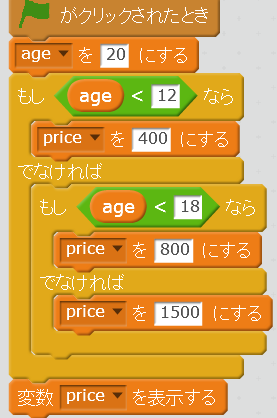 がクリックされたとき
age を 20 にする
もし age < 12 なら
price を 400 にする
でなければ
もし age < 18 なら
price を 800 にする
でなければ
price を 1500 にする
変数 price を表示する